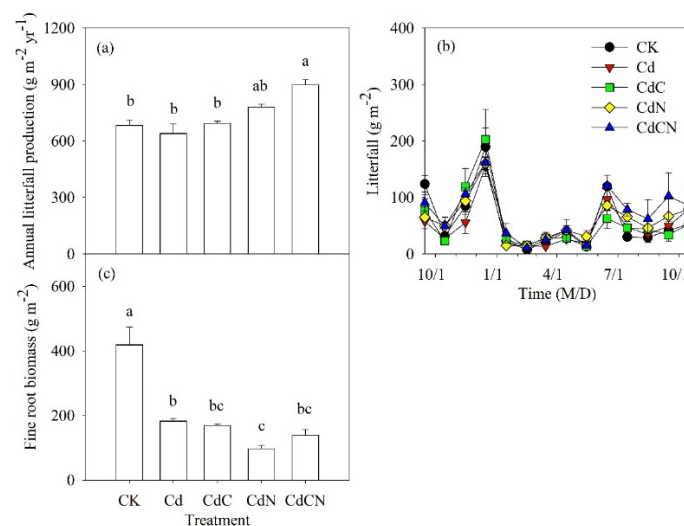 1200
(a)
a
900
ab
b
b
b
600
300
0
Annual litterfall production (g m-2 yr-1)
(b)
400
CK
Cd
CdC
CdN
CdCN
300
200
100
0
Litterfall (g m-2)
10/1 1/1 4/1 7/1 10/1
Time (M/D)
(c)
600
a
400
b
bc
bc
200
c
0
Fine root biomass (g m-2)
CK Cd CdC CdN CdCN
Treatment